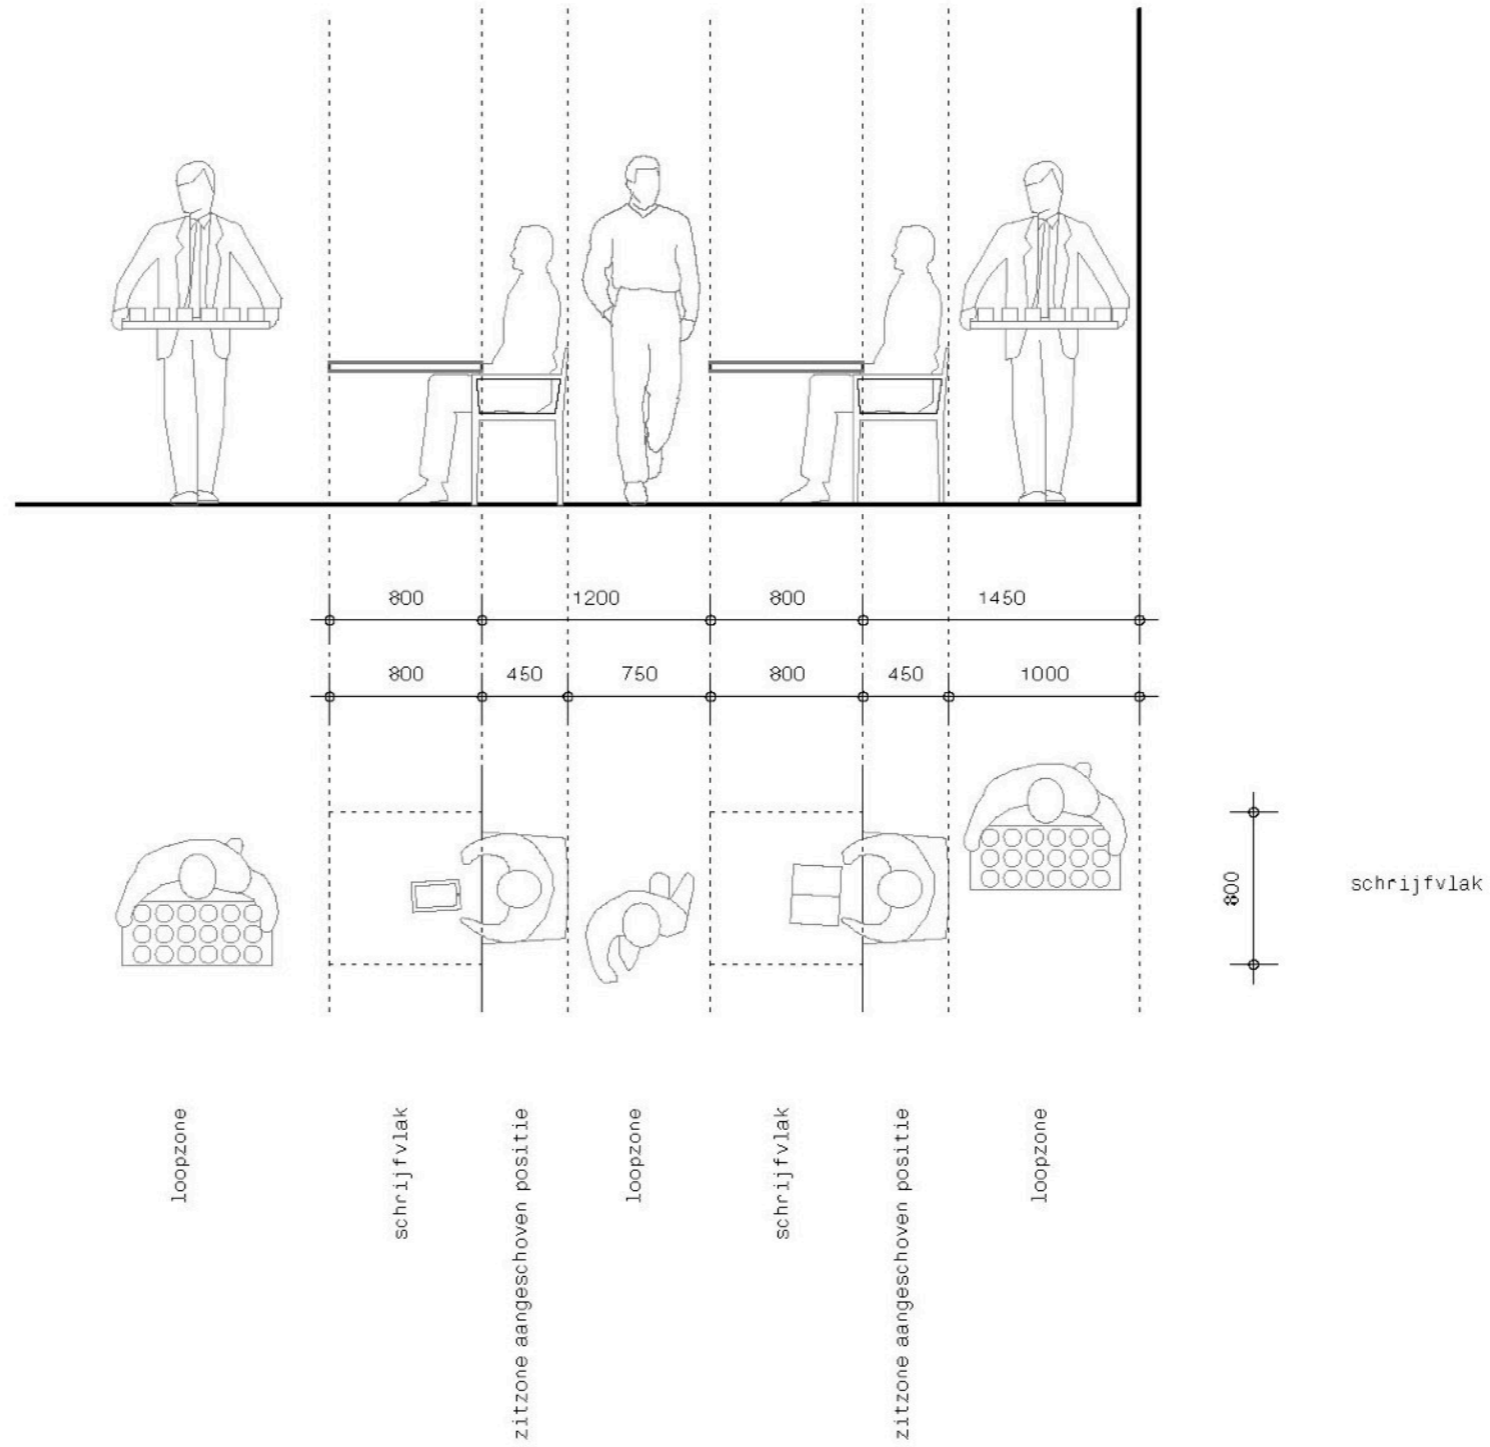 800 1200 800 1450
800 450 750 800 450 1000
800
schrijfvlak
loopzone
schrijfvlak
zitzone aangeschoven positie
loopzone
schrijfvlak
zitzone aangeschoven positie
loopzone